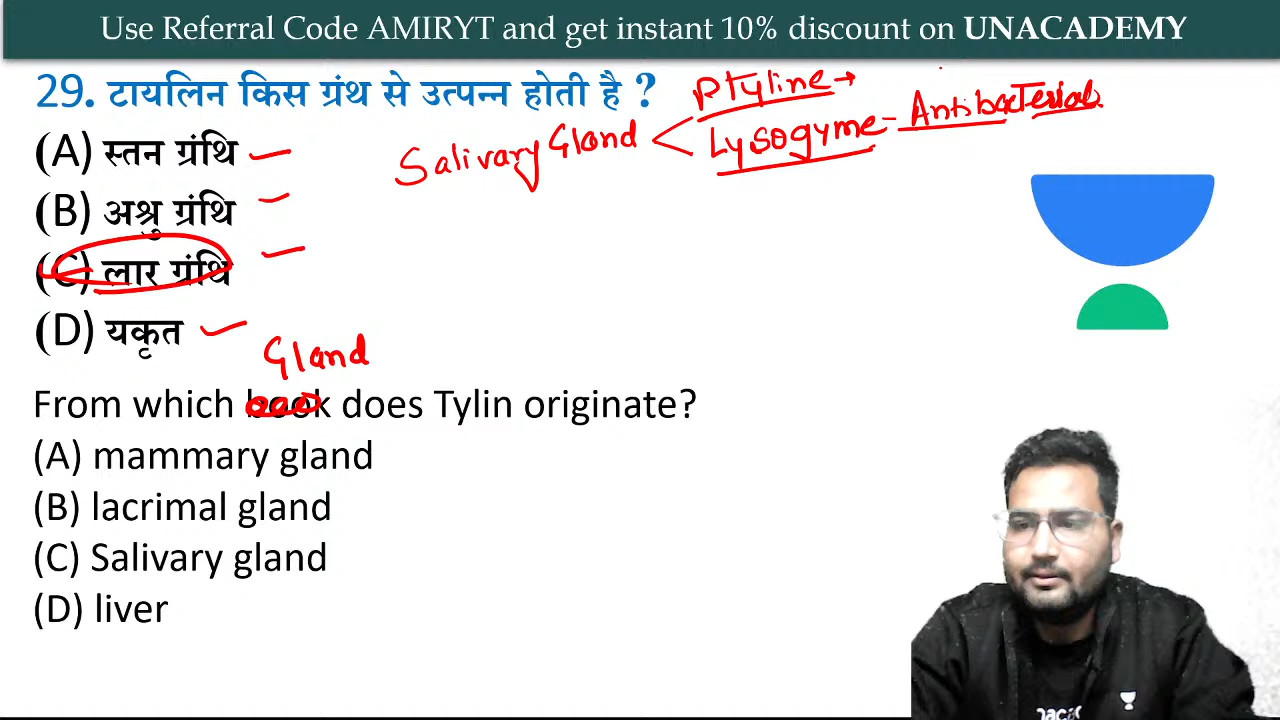 Use Referral Code AMIRYT and get instant 10% discount on UNACADEMY
29. टायलिन किस ग्रंथ से उत्पन्न होती है ?
Ptyline →
Salivary Gland < Lysogyme - Antibacterial
(A) स्तन ग्रंथि
(B) अश्रु ग्रंथि
(C) लार ग्रंथि
(D) यकृत
Gland
From which book does Tylin originate?
(A) mammary gland
(B) lacrimal gland
(C) Salivary gland
(D) liver